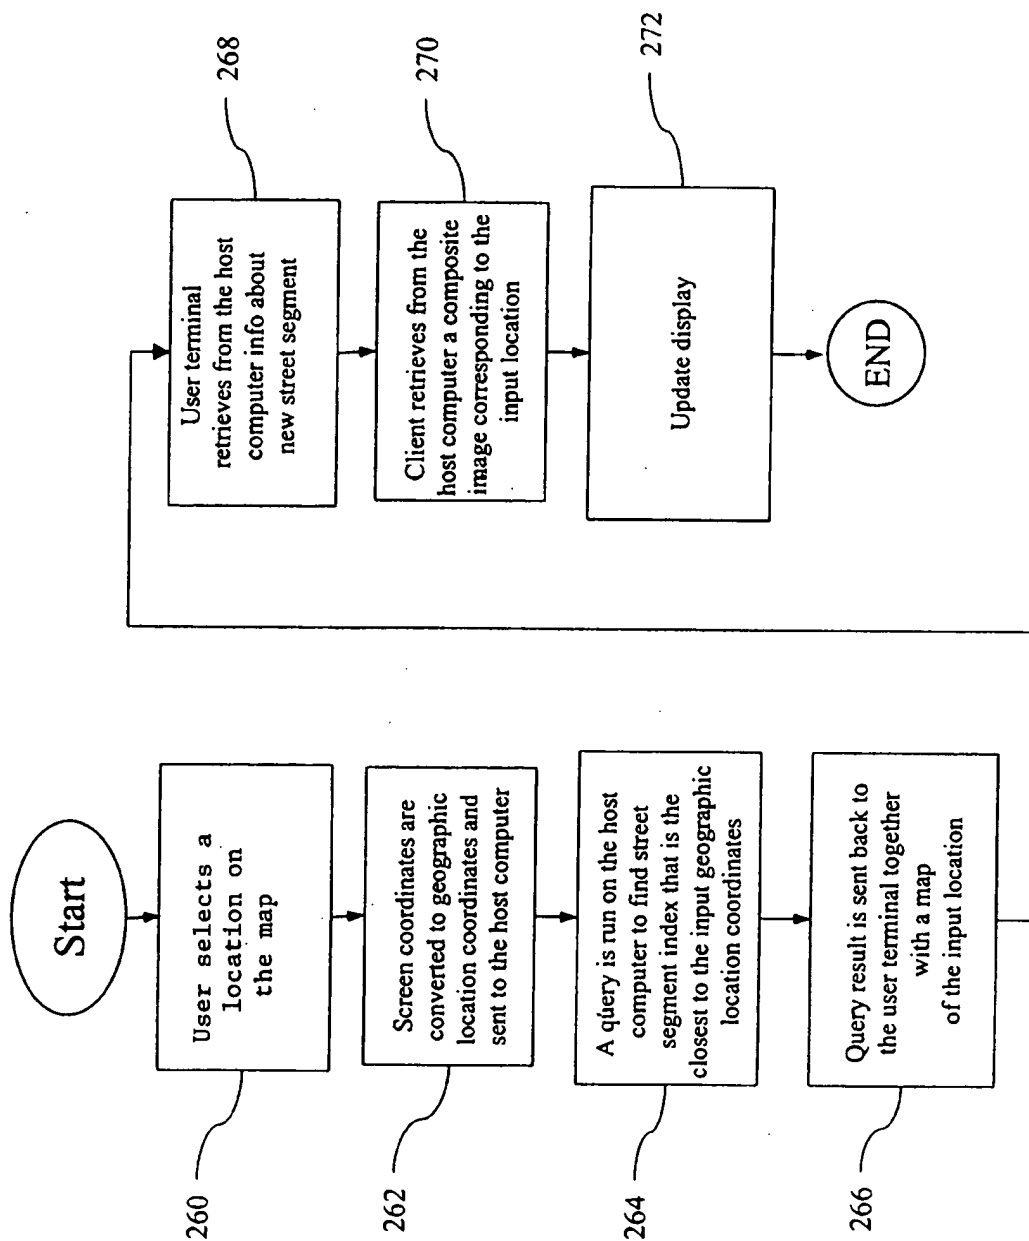 Start
260
User selects a
location on
the map
262
Screen coordinates are
converted to geographic
location coordinates and
sent to the host computer
264
A query is run on the host
computer to find street
segment index that is the
closest to the input geographic
location coordinates
266
Query result is sent back to
the user terminal together
with a map
of the input location
268
User terminal
retrieves from the host
computer info about
new street segment
270
Client retrieves from the
host computer a composite
image corresponding to the
input location
272
Update display
END